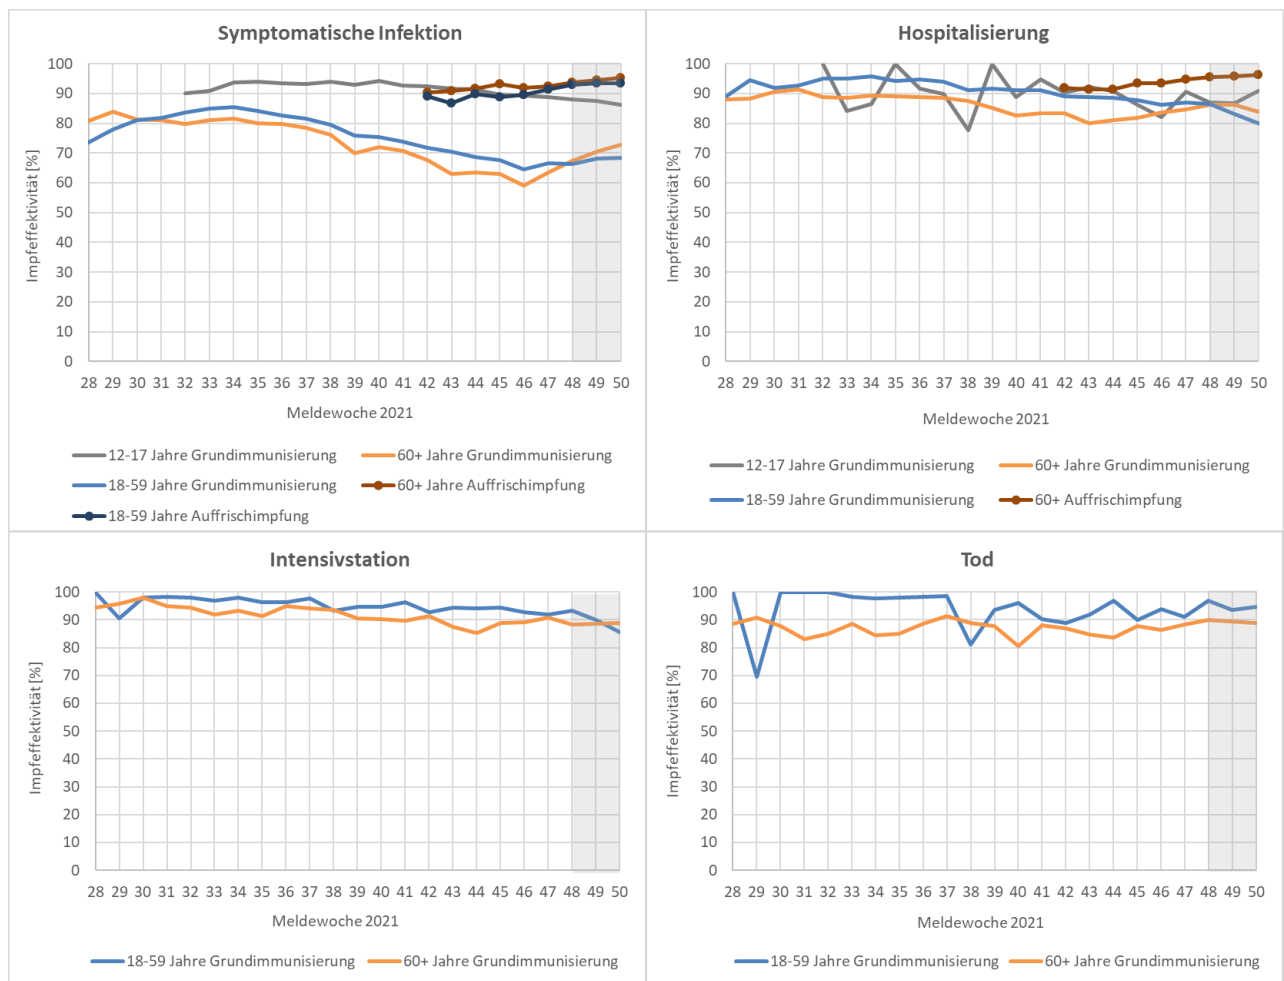 Symptomatische Infektion
Impfeffektivität [%]
100
90
80
70
60
50
40
30
20
10
0
28 29 30 31 32 33 34 35 36 37 38 39 40 41 42 43 44 45 46 47 48 49 50
Meldewoche 2021
12-17 Jahre Grundimmunisierung 60+ Jahre Grundimmunisierung
18-59 Jahre Grundimmunisierung 60+ Jahre Auffrischimpfung
18-59 Jahre Auffrischimpfung
Hospitalisierung
Impfeffektivität [%]
100
90
80
70
60
50
40
30
20
10
0
28 29 30 31 32 33 34 35 36 37 38 39 40 41 42 43 44 45 46 47 48 49 50
Meldewoche 2021
12-17 Jahre Grundimmunisierung 60+ Jahre Grundimmunisierung
18-59 Jahre Grundimmunisierung 60+ Auffrischimpfung
Intensivstation
Impfeffektivität [%]
100
90
80
70
60
50
40
30
20
10
0
28 29 30 31 32 33 34 35 36 37 38 39 40 41 42 43 44 45 46 47 48 49 50
Meldewoche 2021
18-59 Jahre Grundimmunisierung 60+ Jahre Grundimmunisierung
Tod
Impfeffektivität [%]
100
90
80
70
60
50
40
30
20
10
0
28 29 30 31 32 33 34 35 36 37 38 39 40 41 42 43 44 45 46 47 48 49 50
Meldewoche 2021
18-59 Jahre Grundimmunisierung 60+ Jahre Grundimmunisierung